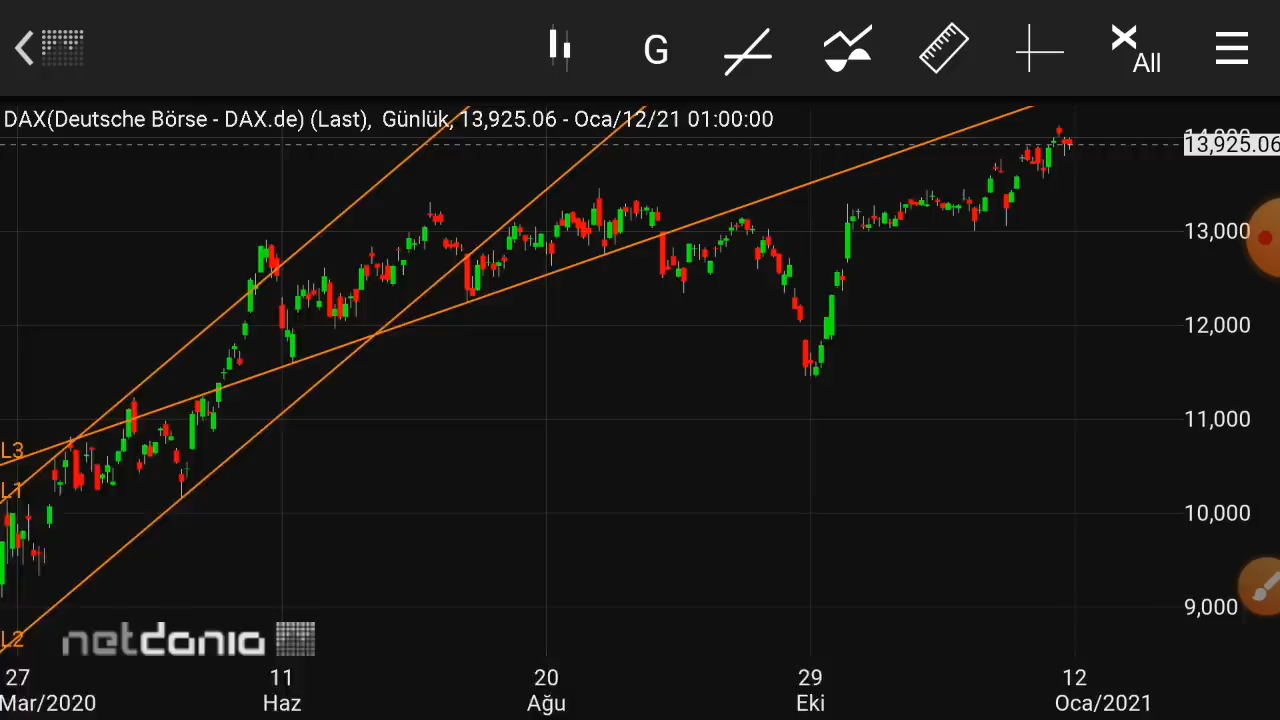 G
All
DAX(Deutsche Börse - DAX.de) (Last), Günlük, 13,925.06 - Oca/12/21 01:00:00
14,000
13,925.06
13,000
12,000
11,000
L3
L1
10,000
9,000
L2
netdania
27 11 20 29 12
Mar/2020 Haz Ağu Eki Oca/2021